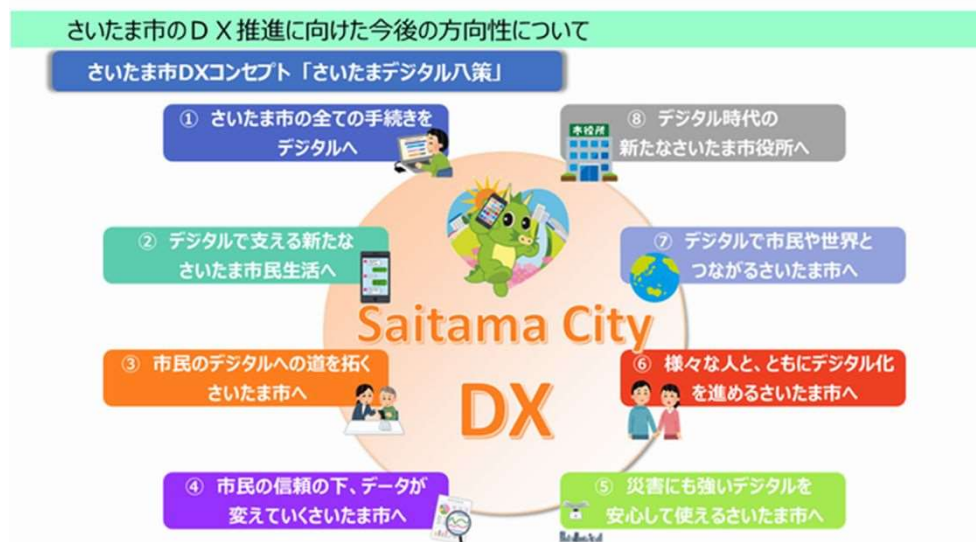 さいたま市のＤＸ推進に向けた今後の方向性について
さいたま市DXコンセプト「さいたまデジタル八策」
① さいたま市の全ての手続きを
デジタルへ
② デジタルで支える新たな
さいたま市民生活へ
③ 市民のデジタルへの道を拓く
さいたま市へ
④ 市民の信頼の下、データが
変えていくさいたま市へ
⑤ 災害にも強いデジタルを
安心して使えるさいたま市へ
⑥ 様々な人と、ともにデジタル化
を進めるさいたま市へ
⑦ デジタルで市民や世界と
つながるさいたま市へ
⑧ デジタル時代の
新たなさいたま市役所へ
市役所
Saitama City
DX